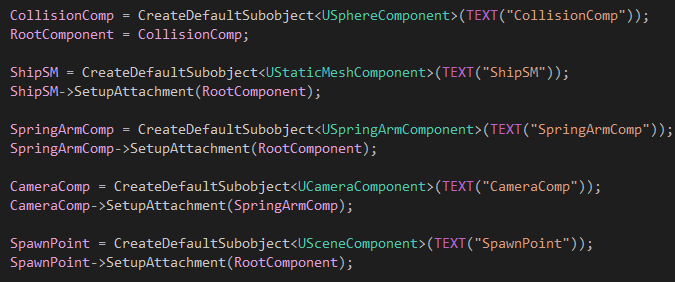 CollisionComp = CreateDefaultSubobject<USphereComponent>(TEXT("CollisionComp"));
RootComponent = CollisionComp;

ShipSM = CreateDefaultSubobject<UStaticMeshComponent>(TEXT("ShipSM"));
ShipSM->SetupAttachment(RootComponent);

SpringArmComp = CreateDefaultSubobject<USpringArmComponent>(TEXT("SpringArmComp"));
SpringArmComp->SetupAttachment(RootComponent);

CameraComp = CreateDefaultSubobject<UCameraComponent>(TEXT("CameraComp"));
CameraComp->SetupAttachment(SpringArmComp);

SpawnPoint = CreateDefaultSubobject<USceneComponent>(TEXT("SpawnPoint"));
SpawnPoint->SetupAttachment(RootComponent);